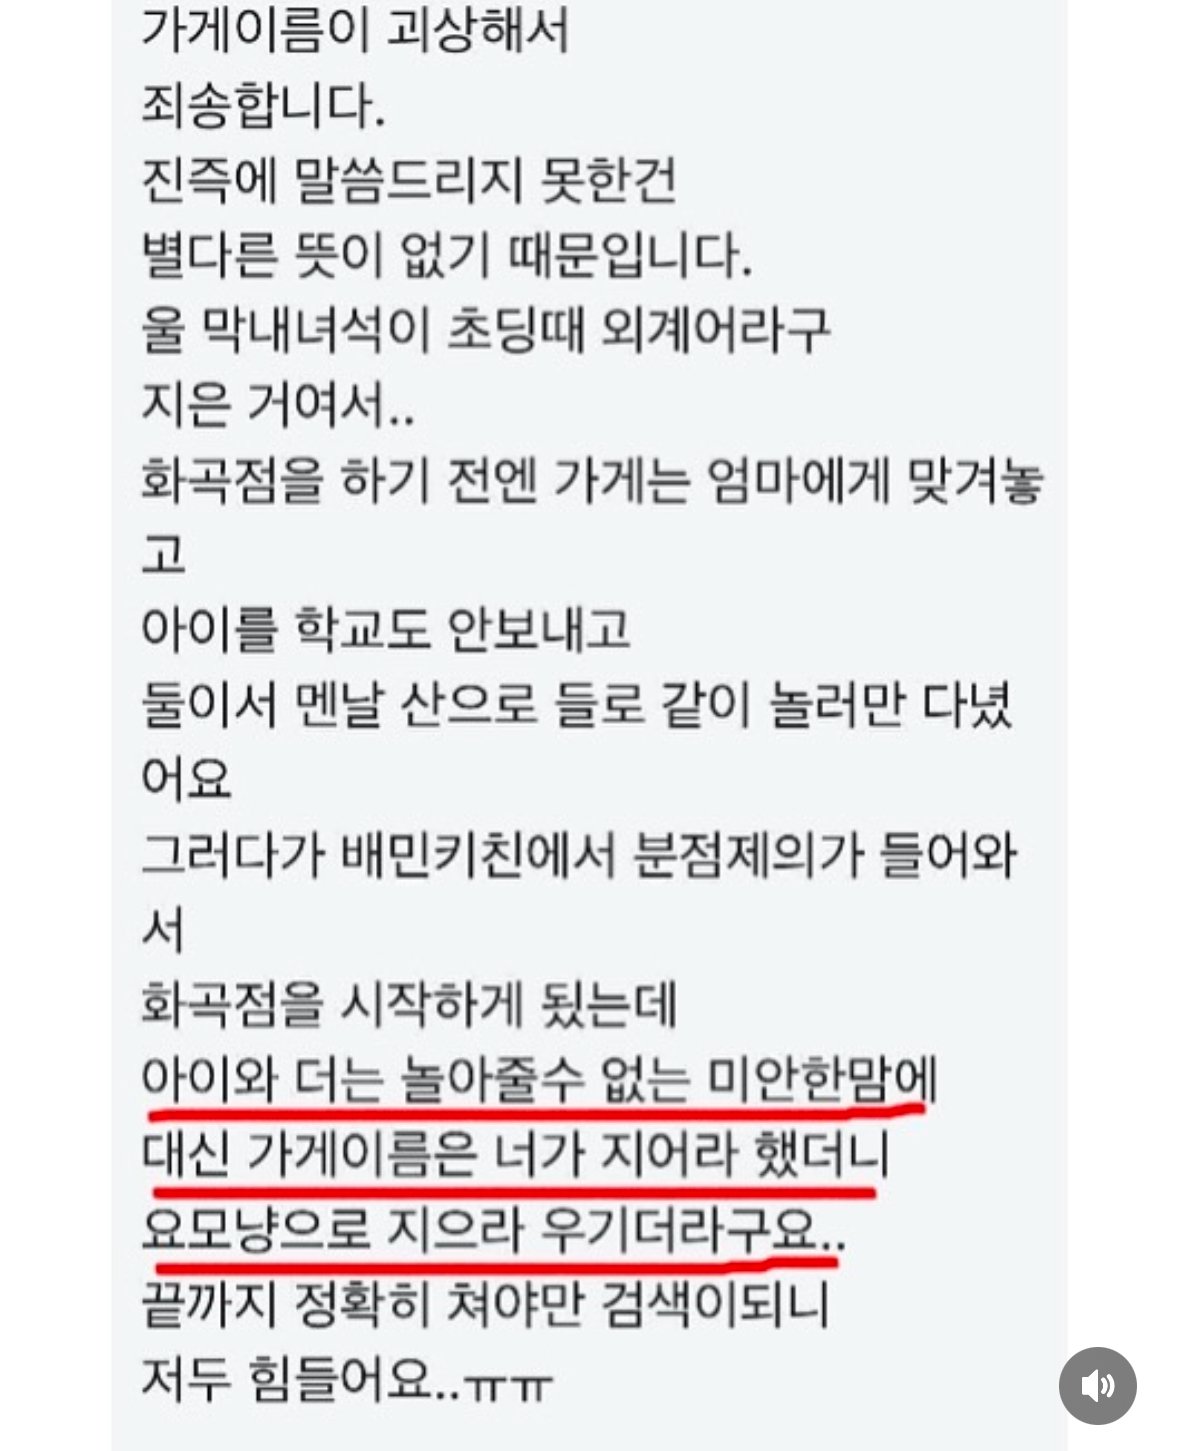 가게이름이 괴상해서
죄송합니다.
진즉에 말씀드리지 못한건
별다른 뜻이 없기 때문입니다.
울 막내녀석이 초딩때 외계어라구
지은 거여서..
화곡점을 하기 전엔 가게는 엄마에게 맞겨놓
고
아이를 학교도 안보내고
둘이서 멘날 산으로 들로 같이 놀러만 다녔
어요
그러다가 배민키친에서 분점제의가 들어와
서
화곡점을 시작하게 됬는데
아이와 더는 놀아줄수 없는 미안한맘에
대신 가게이름은 너가 지어라 했더니
요모냥으로 지으라 우기더라구요..
끝까지 정확히 쳐야만 검색이되니
저두 힘들어요..ㅠㅠ